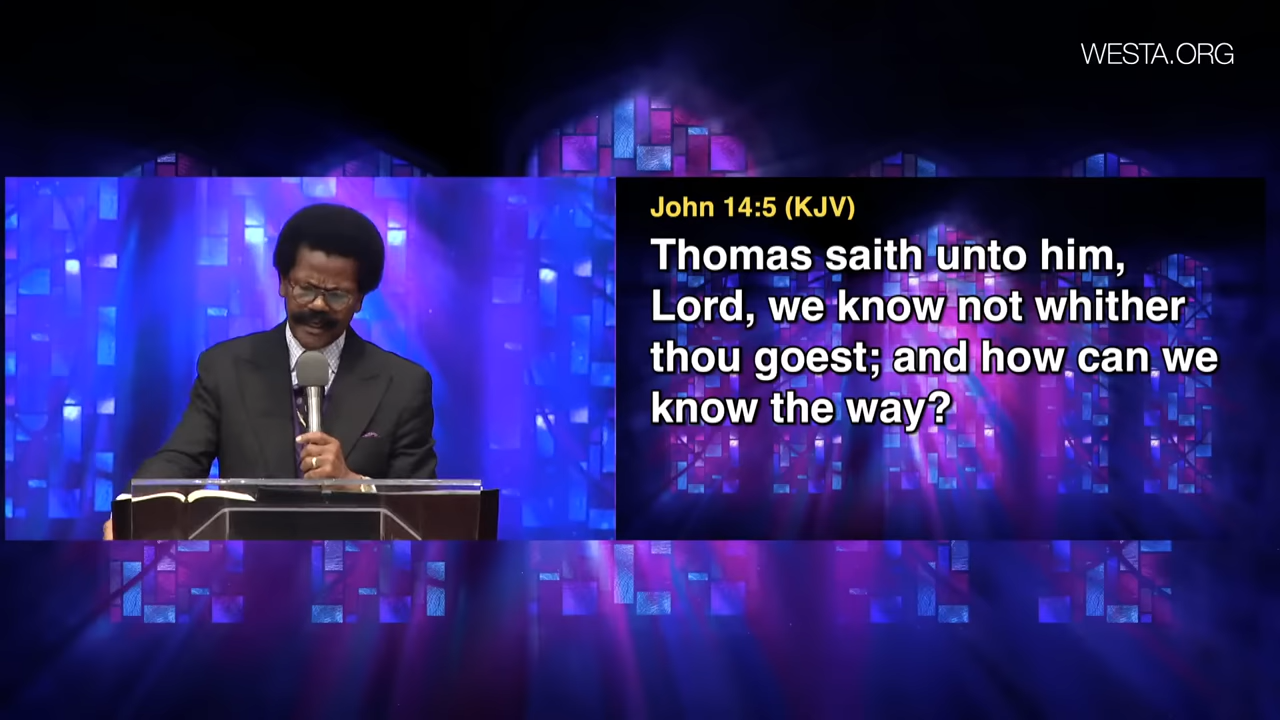 WESTA.ORG
John 14:5 (KJV)
Thomas saith unto him,
Lord, we know not whither
thou goest; and how can we
know the way?